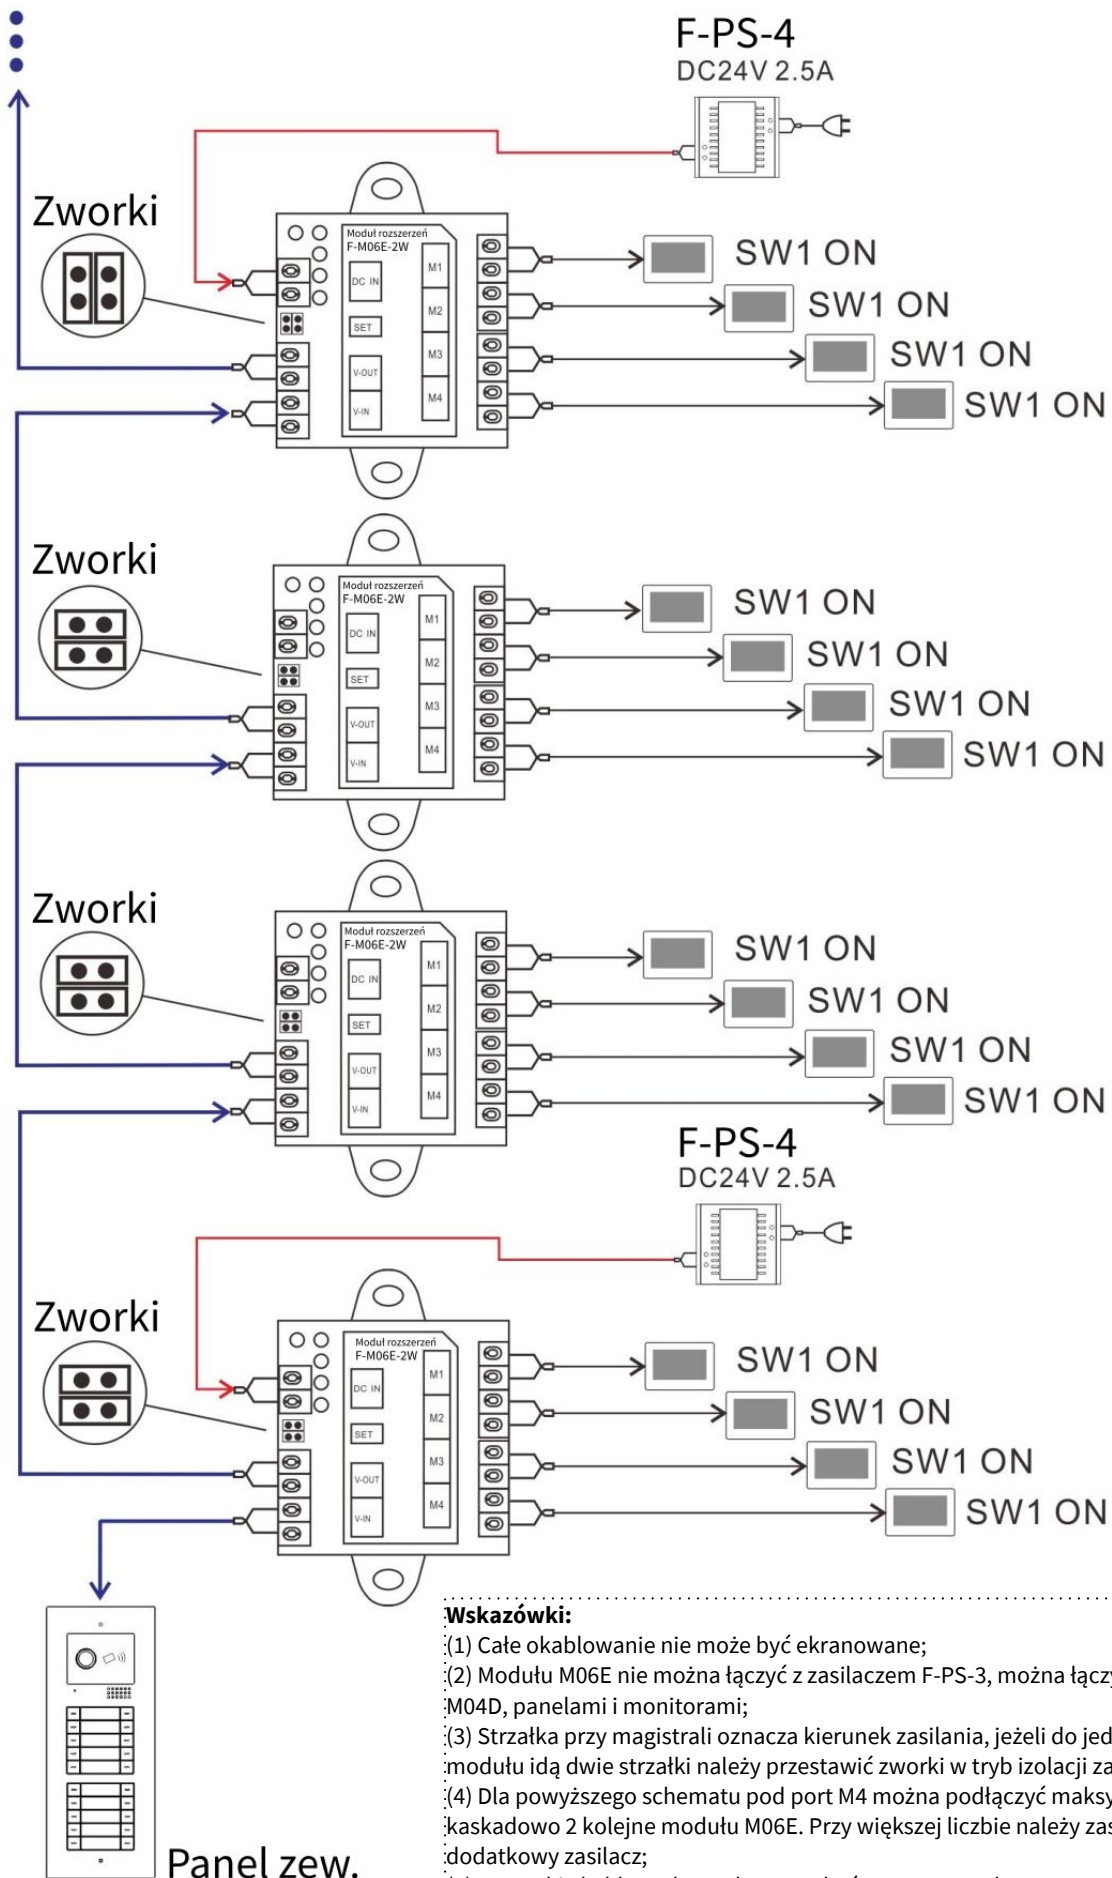 F-PS-4
DC24V 2.5A
Zworki
Moduł rozszerzeń
F-M06E-2W
DC IN
SET
V-OUT
V-IN
M1
M2
M3
M4
SW1 ON
SW1 ON
SW1 ON
SW1 ON
Zworki
Moduł rozszerzeń
F-M06E-2W
DC IN
SET
V-OUT
V-IN
M1
M2
M3
M4
SW1 ON
SW1 ON
SW1 ON
SW1 ON
Zworki
Moduł rozszerzeń
F-M06E-2W
DC IN
SET
V-OUT
V-IN
M1
M2
M3
M4
SW1 ON
SW1 ON
SW1 ON
SW1 ON
F-PS-4
DC24V 2.5A
Zworki
Moduł rozszerzeń
F-M06E-2W
DC IN
SET
V-OUT
V-IN
M1
M2
M3
M4
SW1 ON
SW1 ON
SW1 ON
SW1 ON
Panel zew.
Wskazówki:
(1) Całe okablowanie nie może być ekranowane;
(2) Modułu M06E nie można łączyć z zasilaczem F-PS-3, można
M04D, panelami i monitorami;
(3) Strzałka przy magistrali oznacza kierunek zasilania, jeżeli do
modułu idą dwie strzałki należy przestawić zworki w tryb izolacji
(4) Dla powyższego schematu pod port M4 można podłączyć
kaskadowo 2 kolejne modułu M06E. Przy większej liczbie należy
dodatkowy zasilacz;